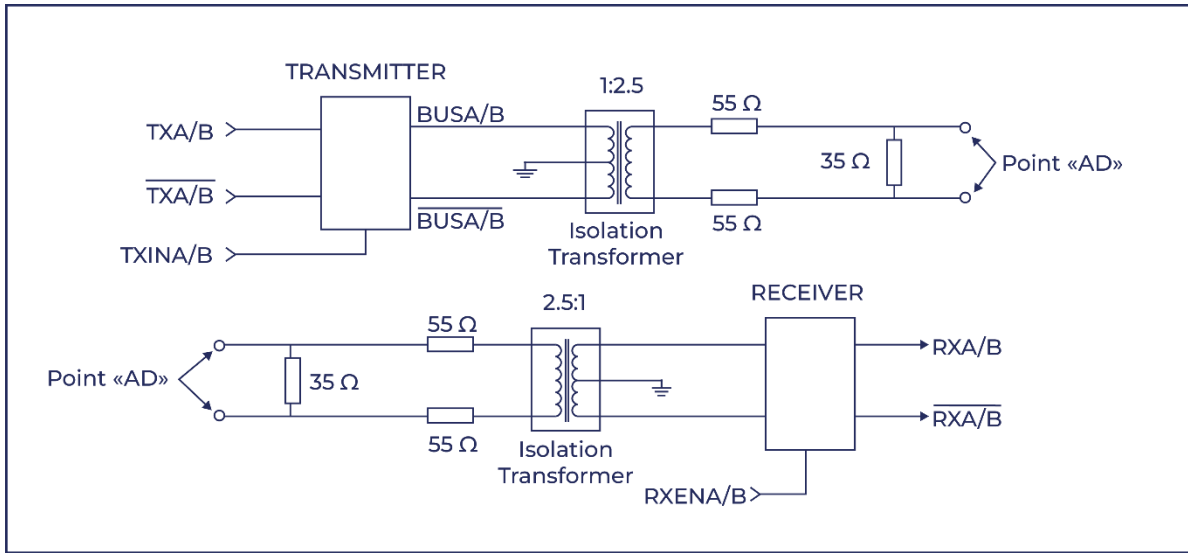 TRANSMITTER
1:2.5
BUSA/B
55 Ω
TXA/B
35 Ω
Point «AD»
TXA/B
BUSA/B
55 Ω
TXINA/B
Isolation
Transformer
2.5:1
RECEIVER
55 Ω
RXA/B
Point «AD»
35 Ω
RXA/B
55 Ω
Isolation
Transformer
RXENA/B